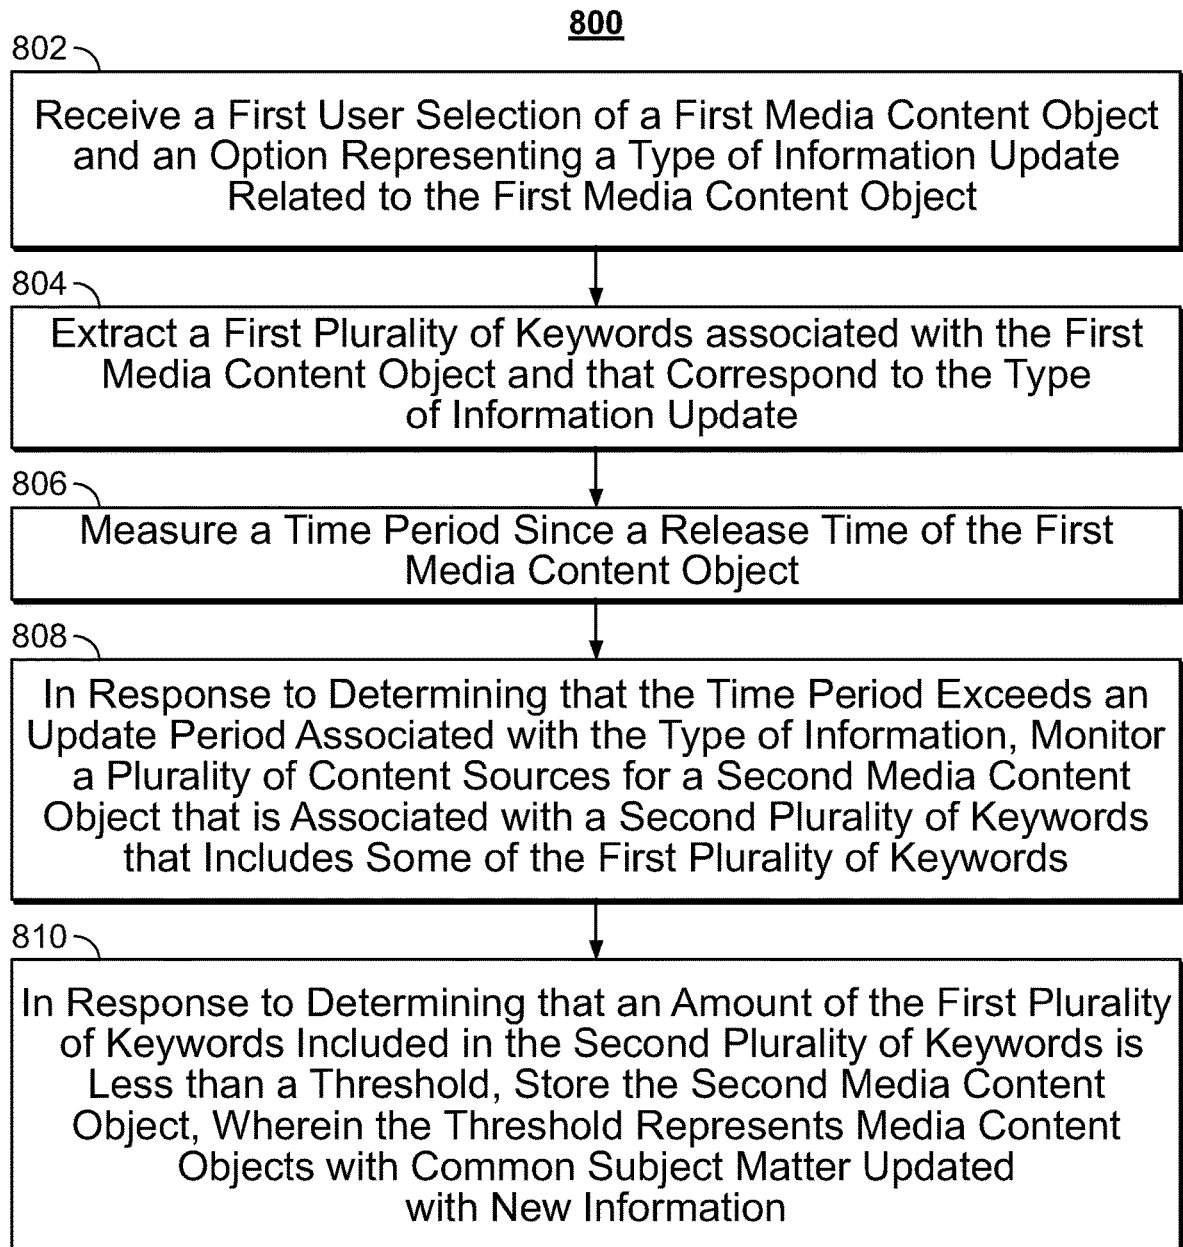 800
802
Receive a First User Selection of a First Media Content Object
and an Option Representing a Type of Information Update
Related to the First Media Content Object
804
Extract a First Plurality of Keywords associated with the First
Media Content Object and that Correspond to the Type
of Information Update
806
Measure a Time Period Since a Release Time of the First
Media Content Object
808
In Response to Determining that the Time Period Exceeds an
Update Period Associated with the Type of Information, Monitor
a Plurality of Content Sources for a Second Media Content
Object that is Associated with a Second Plurality of Keywords
that Includes Some of the First Plurality of Keywords
810
In Response to Determining that an Amount of the First Plurality
of Keywords Included in the Second Plurality of Keywords is
Less than a Threshold, Store the Second Media Content
Object, Wherein the Threshold Represents Media Content
Objects with Common Subject Matter Updated
with New Information